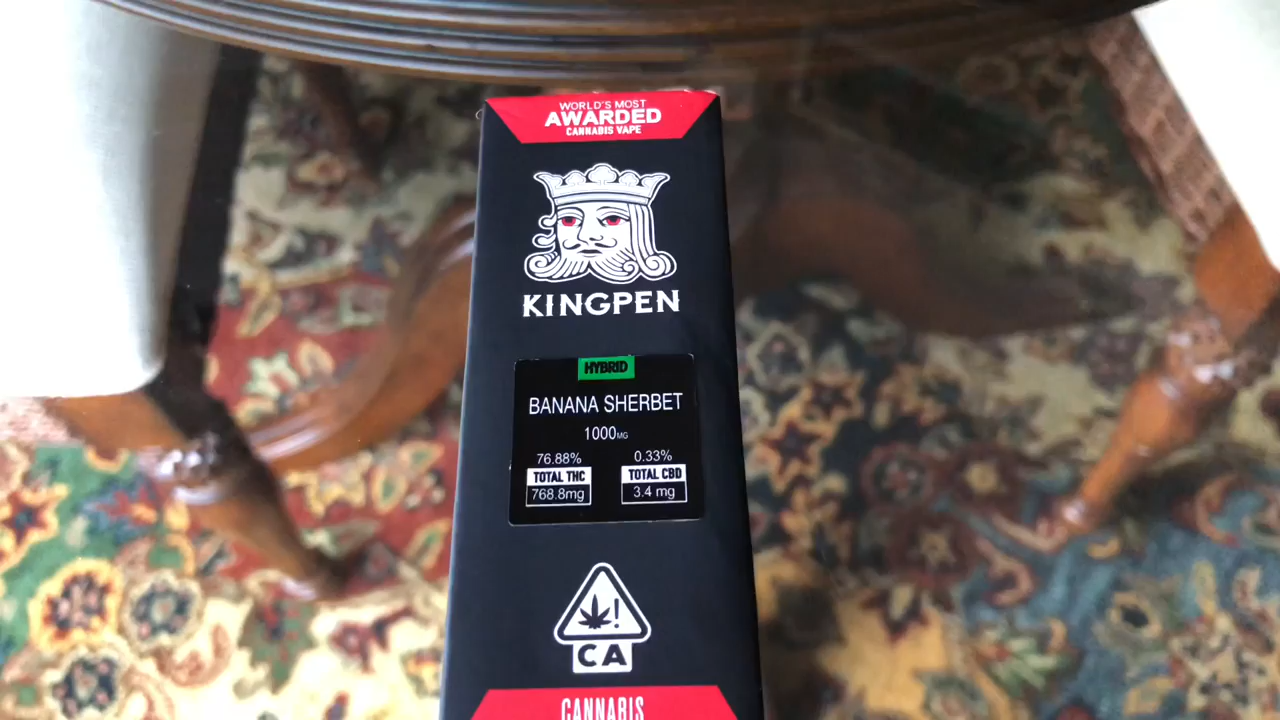 WORLD'S MOST
AWARDED
CANNABIS VAPE
KINGPEN
HYBRID
BANANA SHERBET
1000MG
76.88% 0.33%
TOTAL THC TOTAL CBD
768.8mg 3.4 mg
!
CA
CANNABIS